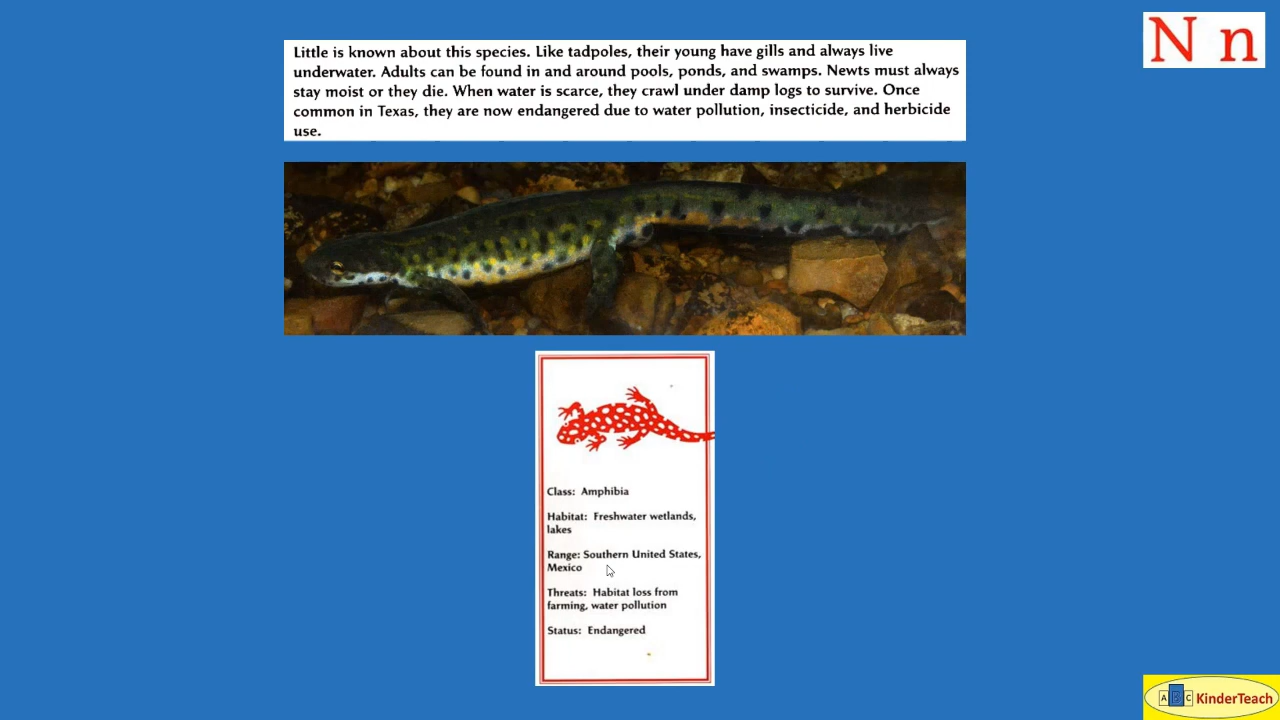 N n
Little is known about this species. Like tadpoles, their young have gills and always live
underwater. Adults can be found in and around pools, ponds, and swamps. Newts must always
stay moist or they die. When water is scarce, they crawl under damp logs to survive. Once
common in Texas, they are now endangered due to water pollution, insecticide, and herbicide
use.
Class: Amphibia
Habitat: Freshwater wetlands,
lakes
Range: Southern United States,
Mexico
Threats: Habitat loss from
farming, water pollution
Status: Endangered
A B C KinderTeach